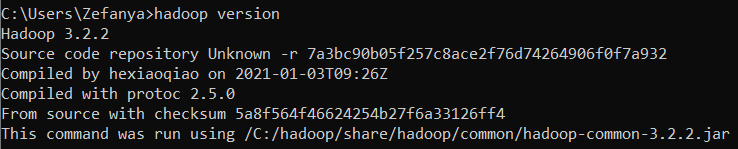 C:\Users\Zefanya>hadoop version
Hadoop 3.2.2
Source code repository Unknown -r 7a3bc90b05f257c8ace2f76d74264906f0f7a932
Compiled by hexiaoqiao on 2021-01-03T09:26Z
Compiled with protoc 2.5.0
From source with checksum 5a8f564f46624254b27f6a33126ff4
This command was run using /C:/hadoop/share/hadoop/common/hadoop-common-3.2.2.jar